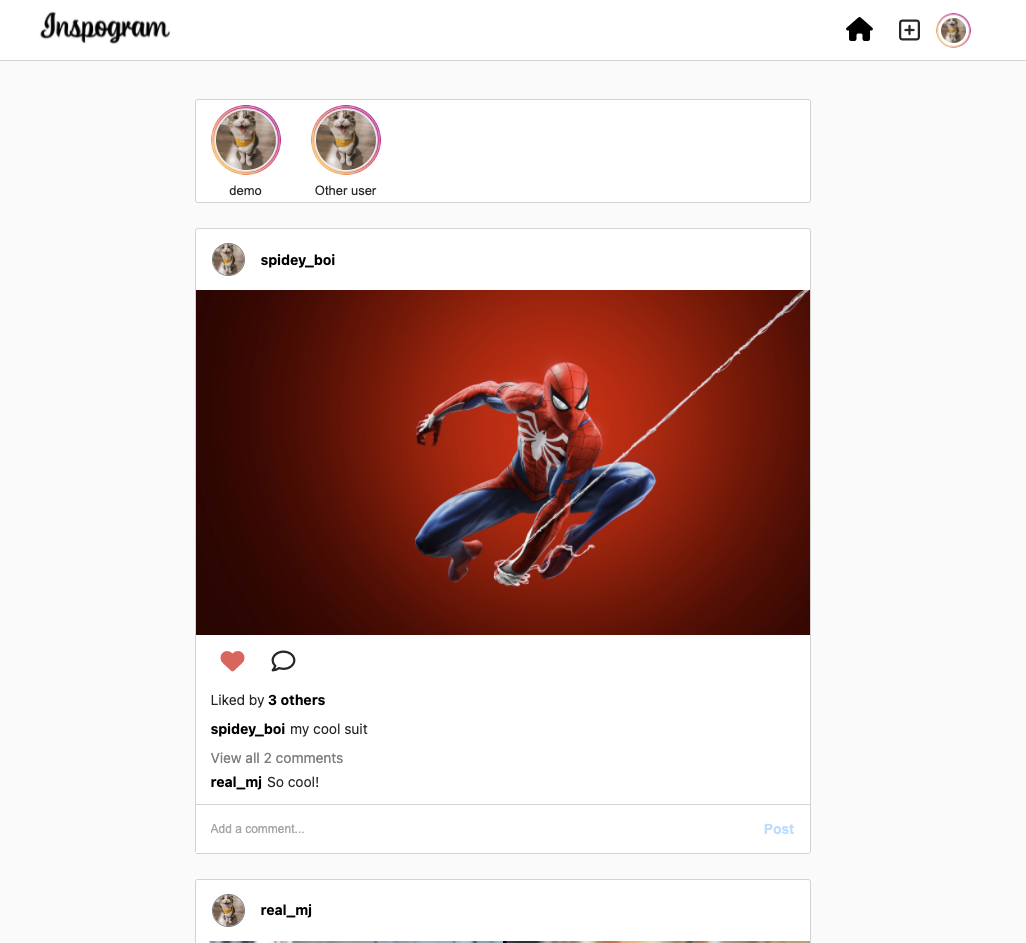 Inspogram
demo
Other user
spidey_boi
Liked by 3 others
spidey_boi my cool suit
View all 2 comments
real_mj So cool!
Add a comment...
Post
real_mj